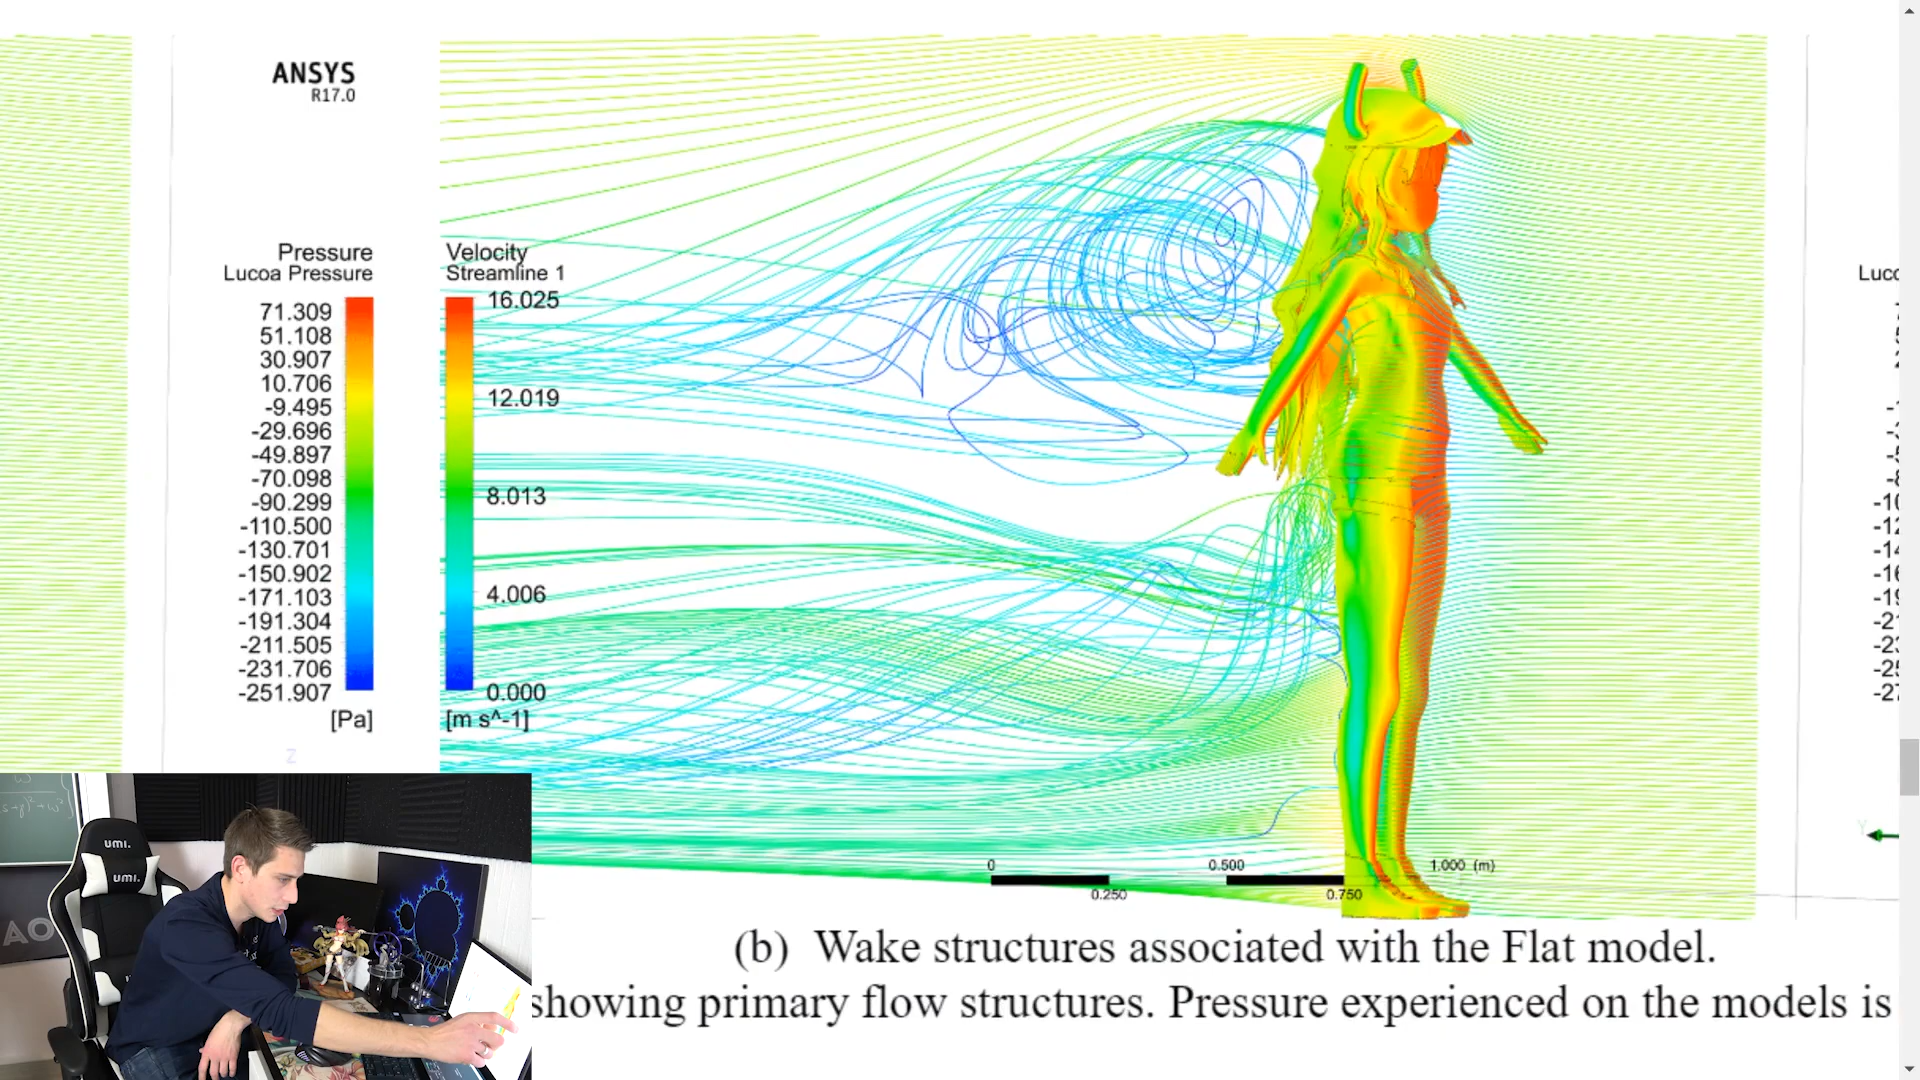 ANSYS
R17.0
Pressure
Lucoa Pressure
71.309
51.108
30.907
10.706
-9.495
-29.696
-49.897
-70.098
-90.299
-110.500
-130.701
-150.902
-171.103
-191.304
-211.505
-231.706
-251.907
[Pa]
Velocity
Streamline 1
16.025
12.019
8.013
4.006
0.000
[m s^-1]
Z
0
0.500
1.000 (m)
0.250
0.750
Y
umi.
umi.
AO
(b) Wake structures associated with the Flat model.
showing primary flow structures. Pressure experienced on the models is